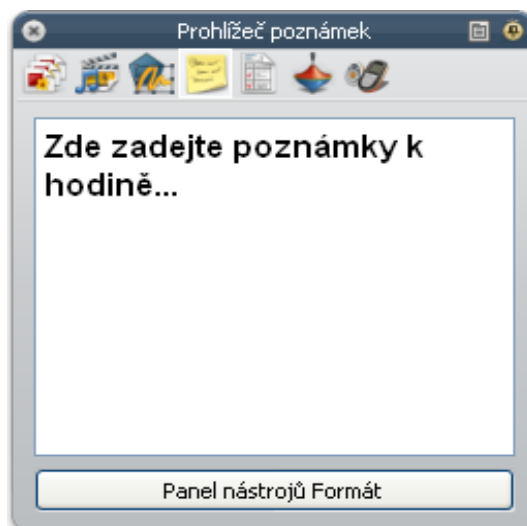 Prohlížeč poznámek
Zde zadejte poznámky k
hodině...
Panel nástrojů Formát